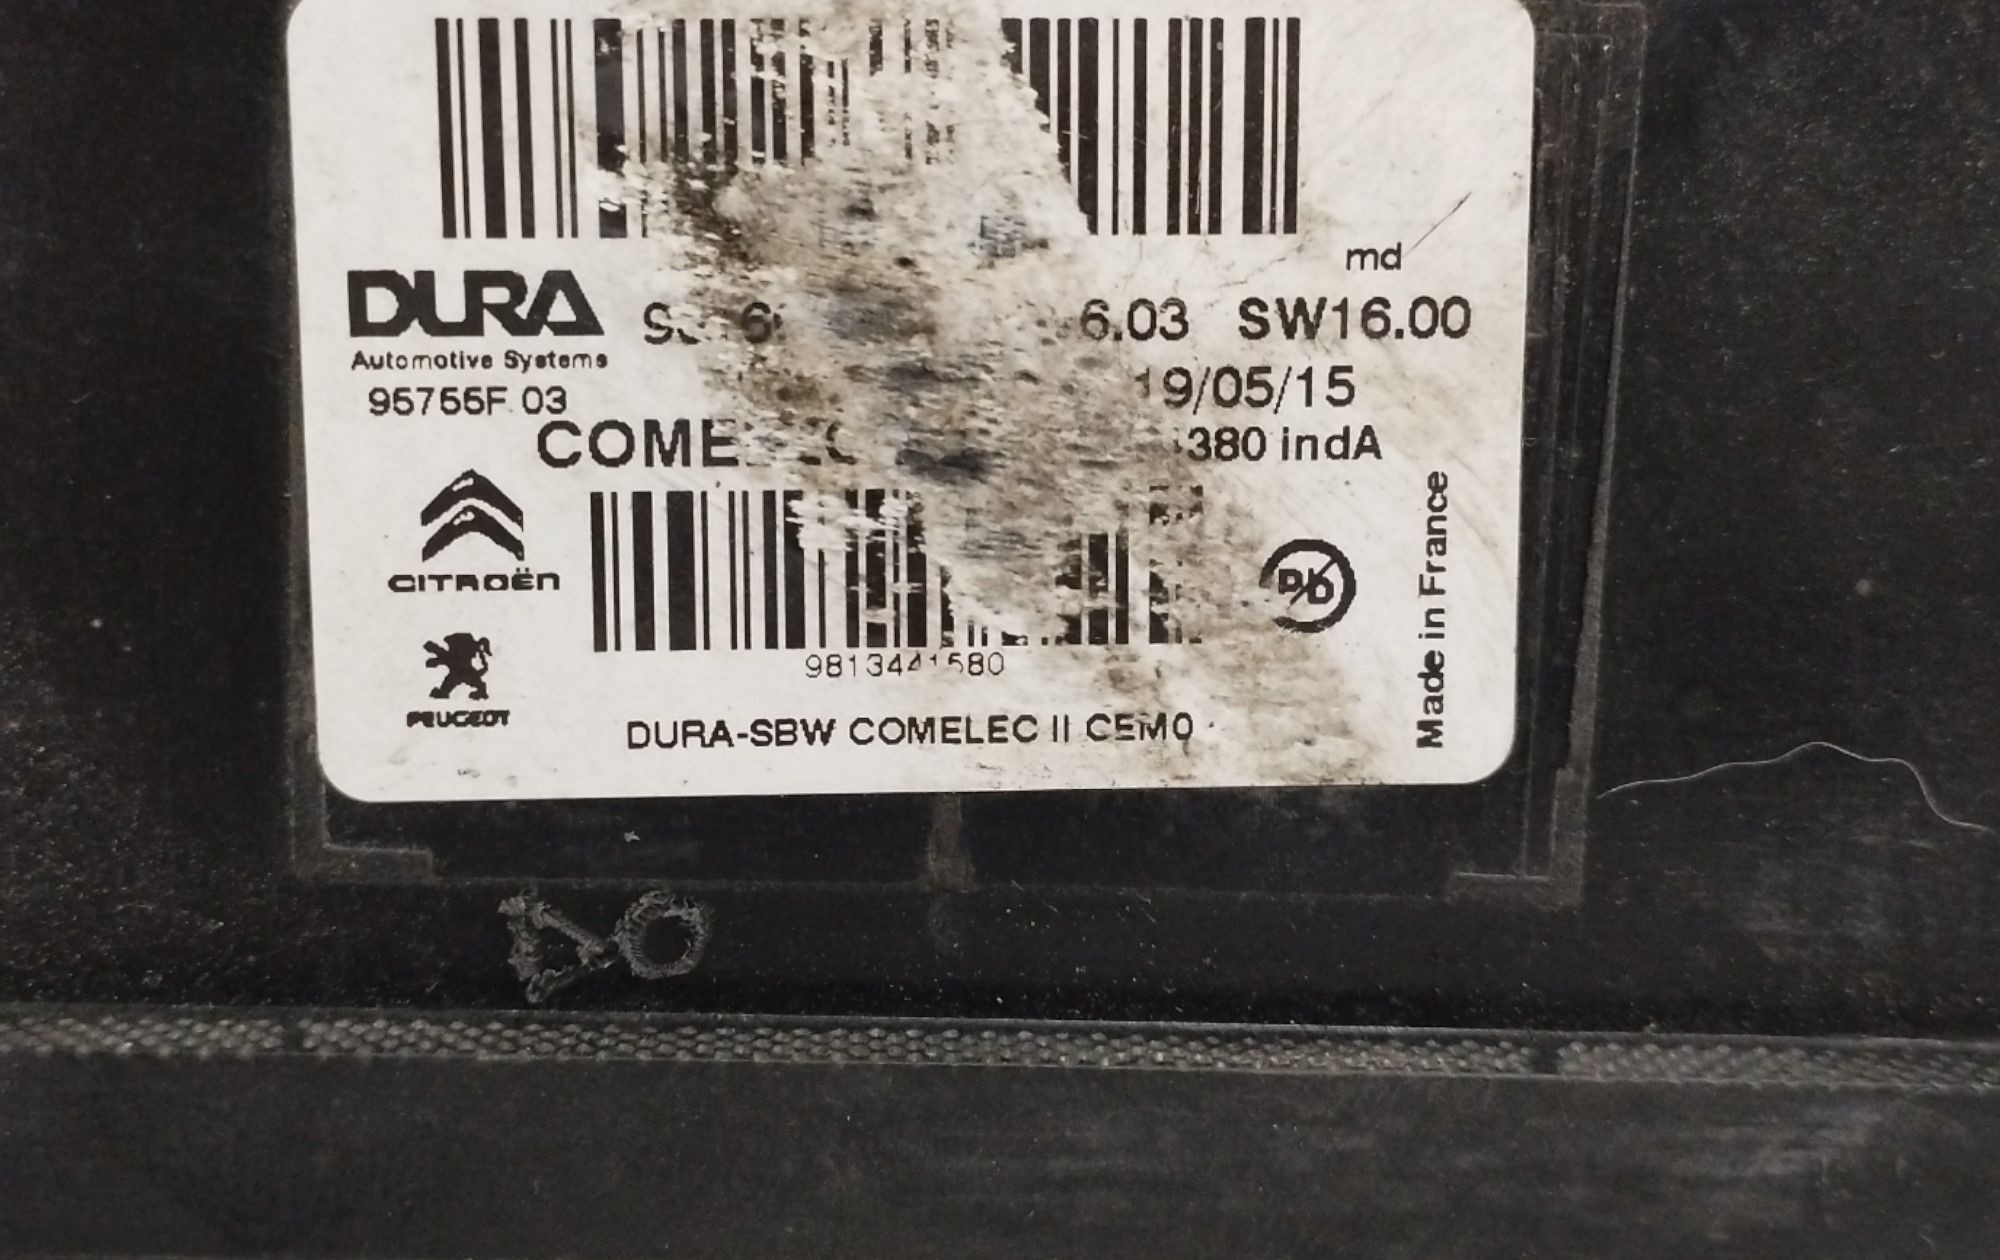 md
DURA
6.03 SW16.00
Automotive Systems
95755F.03
19/05/15
380 indA
CITROËN
Pb
Made in France
PEUGEOT
9813441580
DURA-SBW COMELEC II CEM0